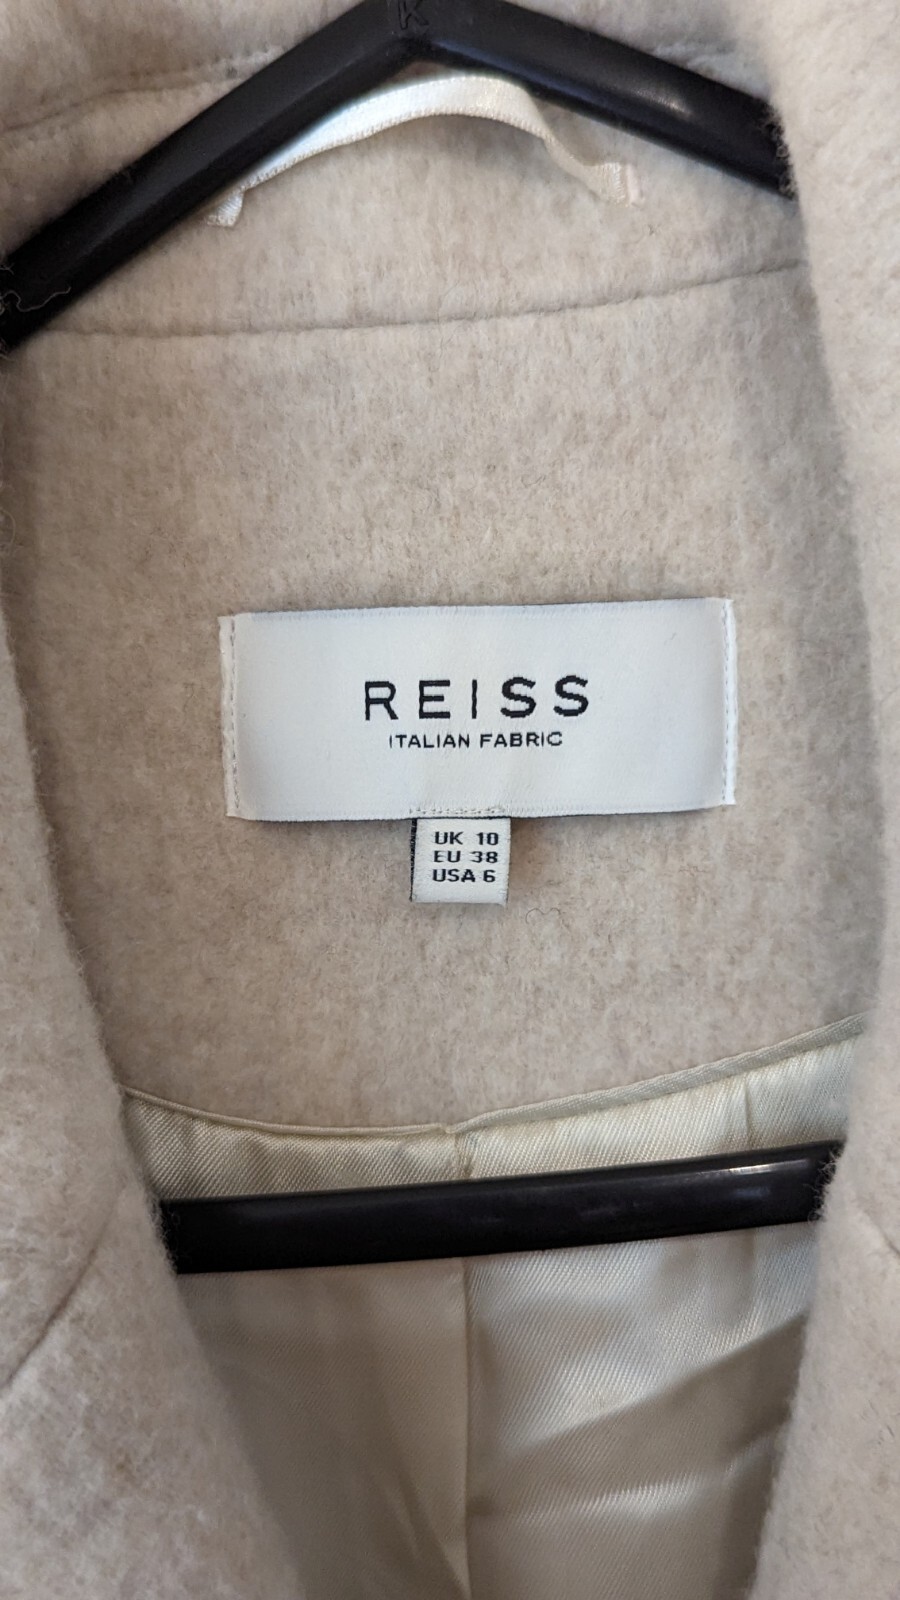 REISS
ITALIAN FABRIC
UK 10
EU 38
USA 6